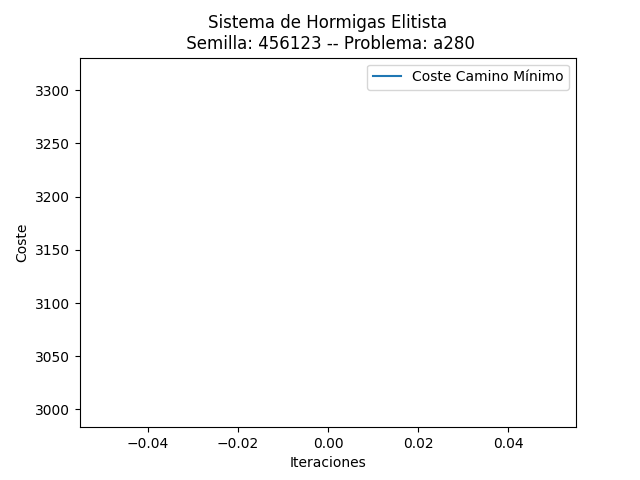 Sistema de Hormigas Elitista
Semilla: 456123 -- Problema: a280
Coste Camino Mínimo
3300
3250
3200
3150
3100
3050
3000
Coste
−0.04 −0.02 0.00 0.02 0.04
Iteraciones